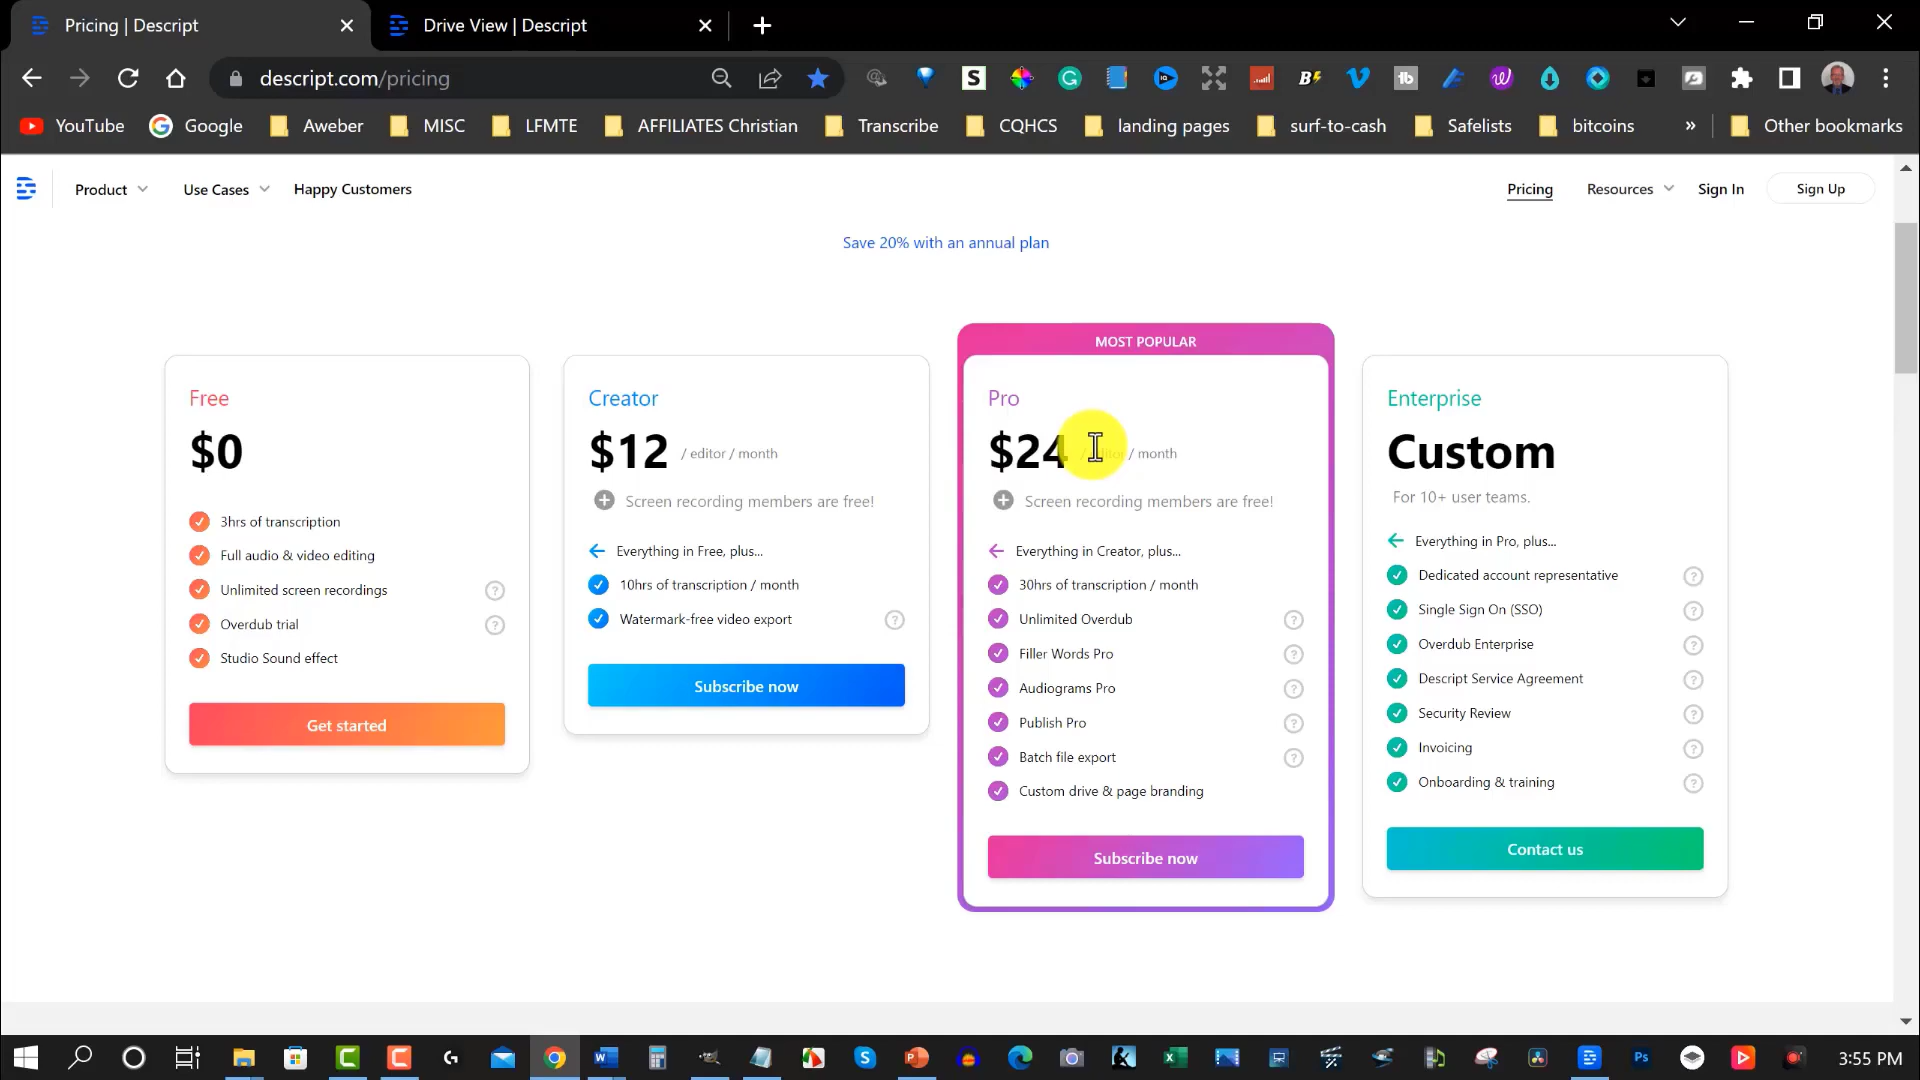 Pricing | Descript
Drive View | Descript
descript.com/pricing
YouTube
Google
Aweber
MISC
LFMTE
AFFILIATES Christian
Transcribe
CQHCS
landing pages
surf-to-cash
Safelists
bitcoins
»
Other bookmarks
Product
Use Cases
Happy Customers
Pricing
Resources
Sign In
Sign Up
Save 20% with an annual plan
Free
$0
3hrs of transcription
Full audio & video editing
Unlimited screen recordings
Overdub trial
Studio Sound effect
Get started
Creator
$12 / editor / month
Screen recording members are free!
Everything in Free, plus...
10hrs of transcription / month
Watermark-free video export
Subscribe now
MOST POPULAR
Pro
$24 / editor / month
Screen recording members are free!
Everything in Creator, plus...
30hrs of transcription / month
Unlimited Overdub
Filler Words Pro
Audiograms Pro
Publish Pro
Batch file export
Custom drive & page branding
Subscribe now
Enterprise
Custom
For 10+ user teams.
Everything in Pro, plus...
Dedicated account representative
Single Sign On (SSO)
Overdub Enterprise
Descript Service Agreement
Security Review
Invoicing
Onboarding & training
Contact us
3:55 PM